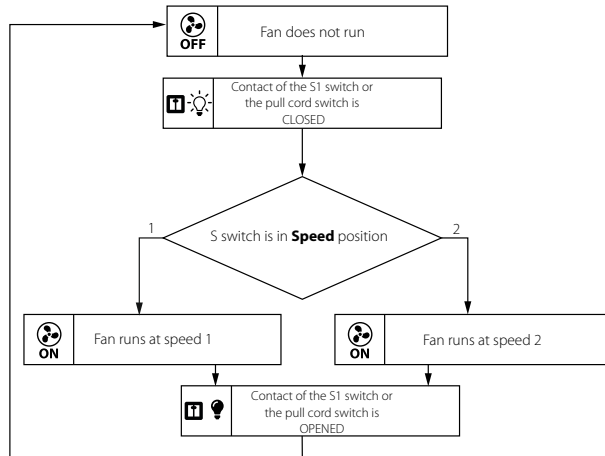 OFF
Fan does not run
Contact of the S1 switch or
the pull cord switch is
CLOSED
S switch is in Speed position
1
2
ON
Fan runs at speed 1
ON
Fan runs at speed 2
Contact of the S1 switch or
the pull cord switch is
OPENED